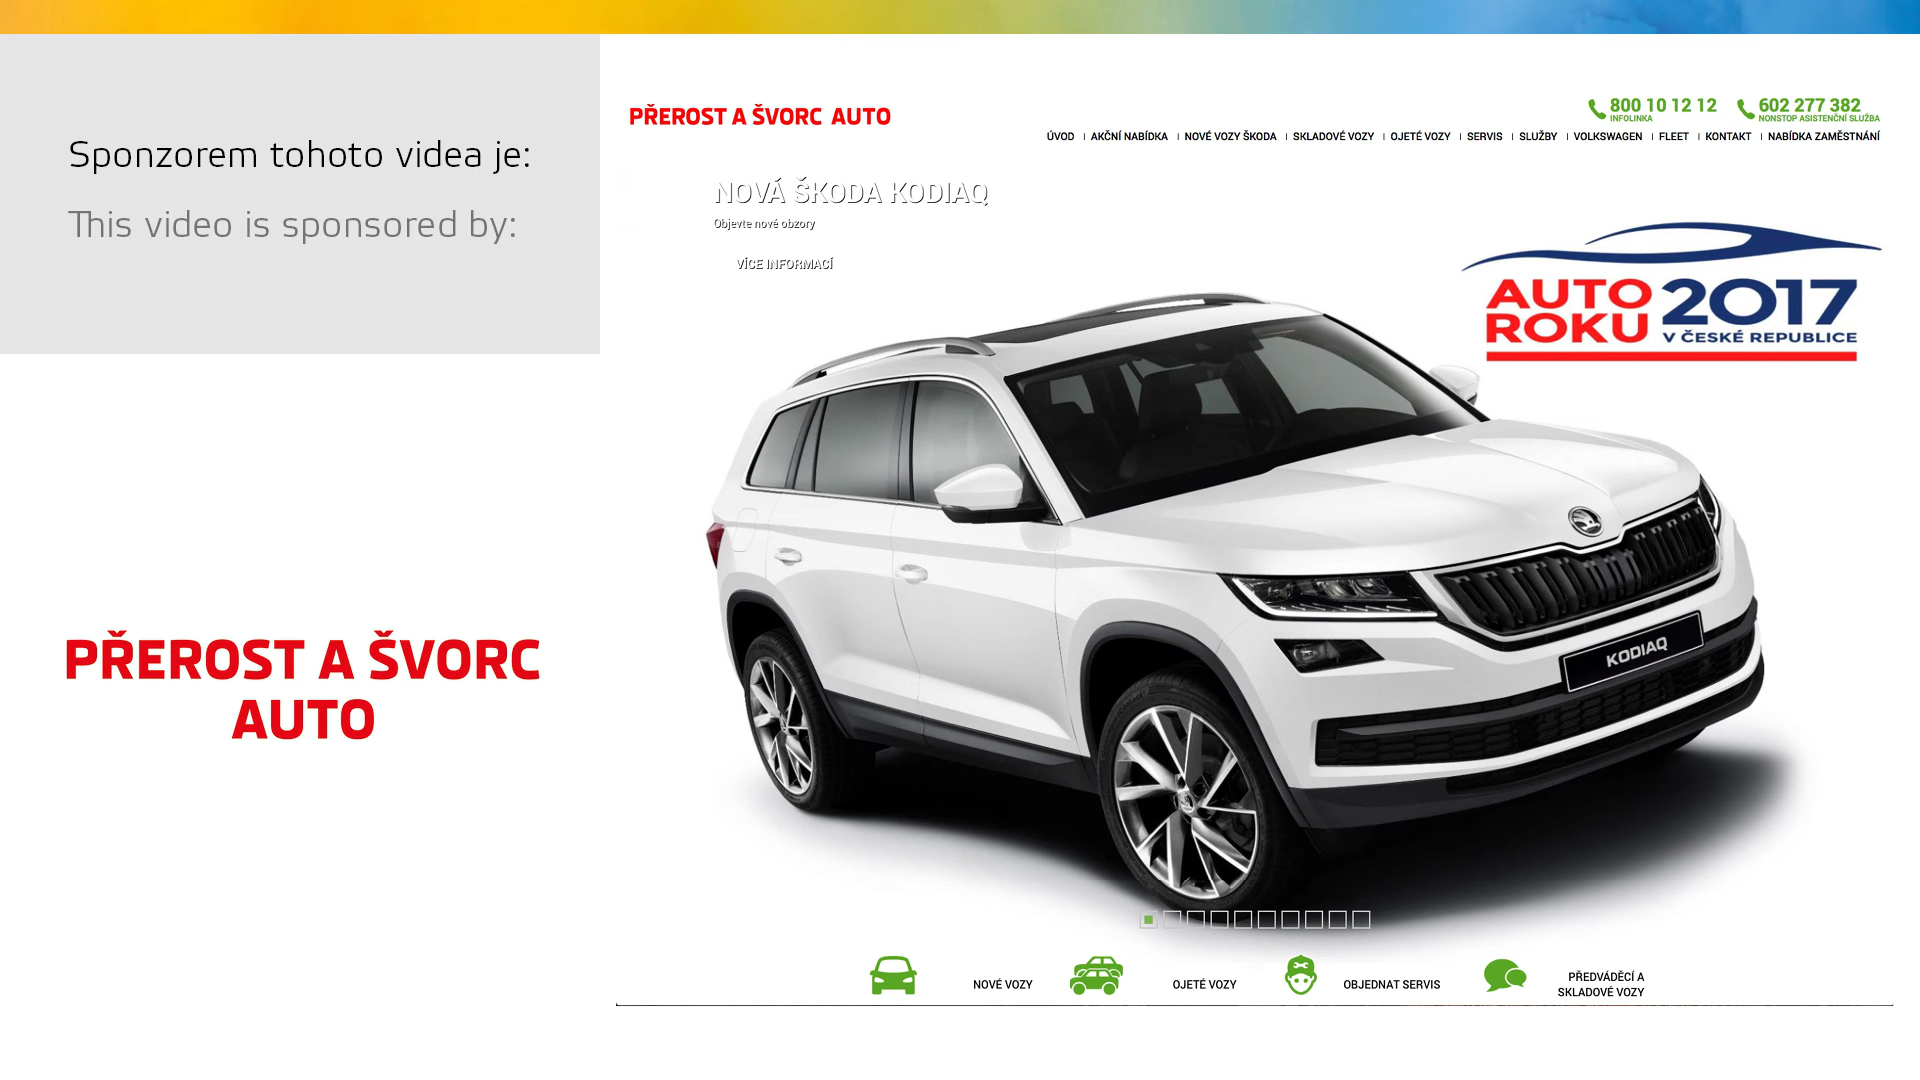 Sponzorem tohoto videa je:
This video is sponsored by:
PŘEROST A ŠVORC
AUTO
PŘEROST A ŠVORC AUTO
800 10 12 12
INFOLINKA
602 277 382
NONSTOP ASISTENČNÍ SLUŽBA
ÚVOD AKČNÍ NABÍDKA NOVÉ VOZY ŠKODA SKLADOVÉ VOZY OJETÉ VOZY SERVIS SLUŽBY VOLKSWAGEN FLEET KONTAKT NABÍDKA ZAMĚSTNÁNÍ
NOVÁ ŠKODA KODIAQ
Objevte nové obzory
VÍCE INFORMACÍ
AUTO
ROKU
2017
V ČESKÉ REPUBLICE
KODIAQ
NOVÉ VOZY
OJETÉ VOZY
OBJEDNAT SERVIS
PŘEDVÁDĚCÍ A
SKLADOVÉ VOZY